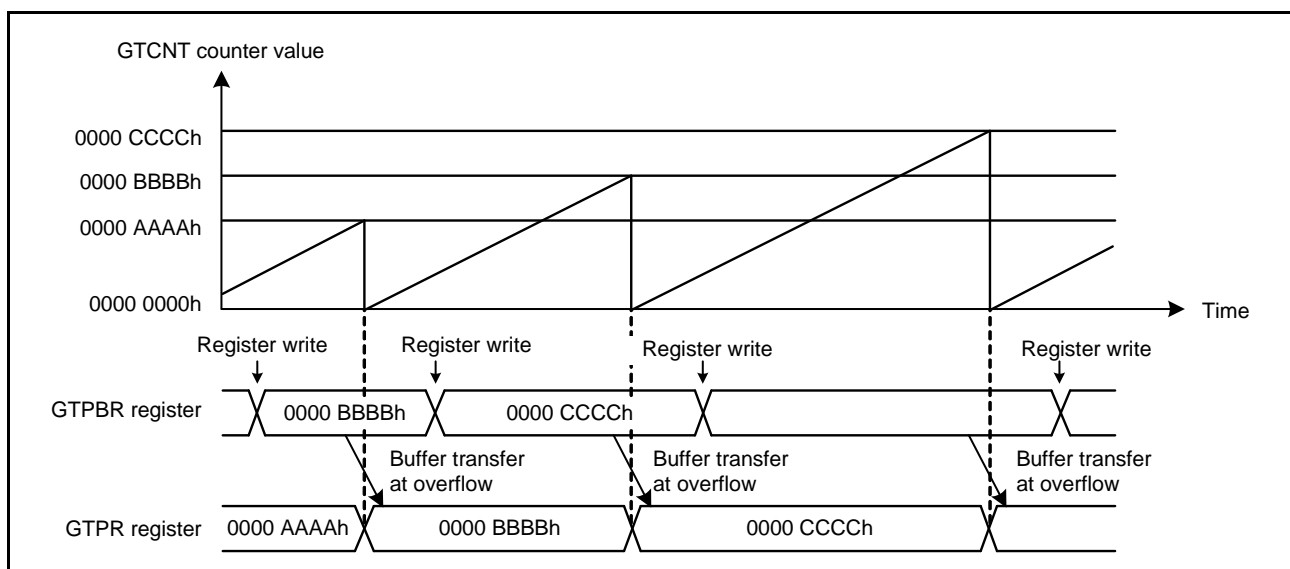 GTCNT counter value
0000 CCCCh
0000 BBBBh
0000 AAAAh
0000 0000h
Time
Register write
Register write
Register write
Register write
GTPBR register
0000 BBBBh
0000 CCCCh
Buffer transfer
at overflow
Buffer transfer
at overflow
Buffer transfer
at overflow
GTPR register
0000 AAAAh
0000 BBBBh
0000 CCCCh